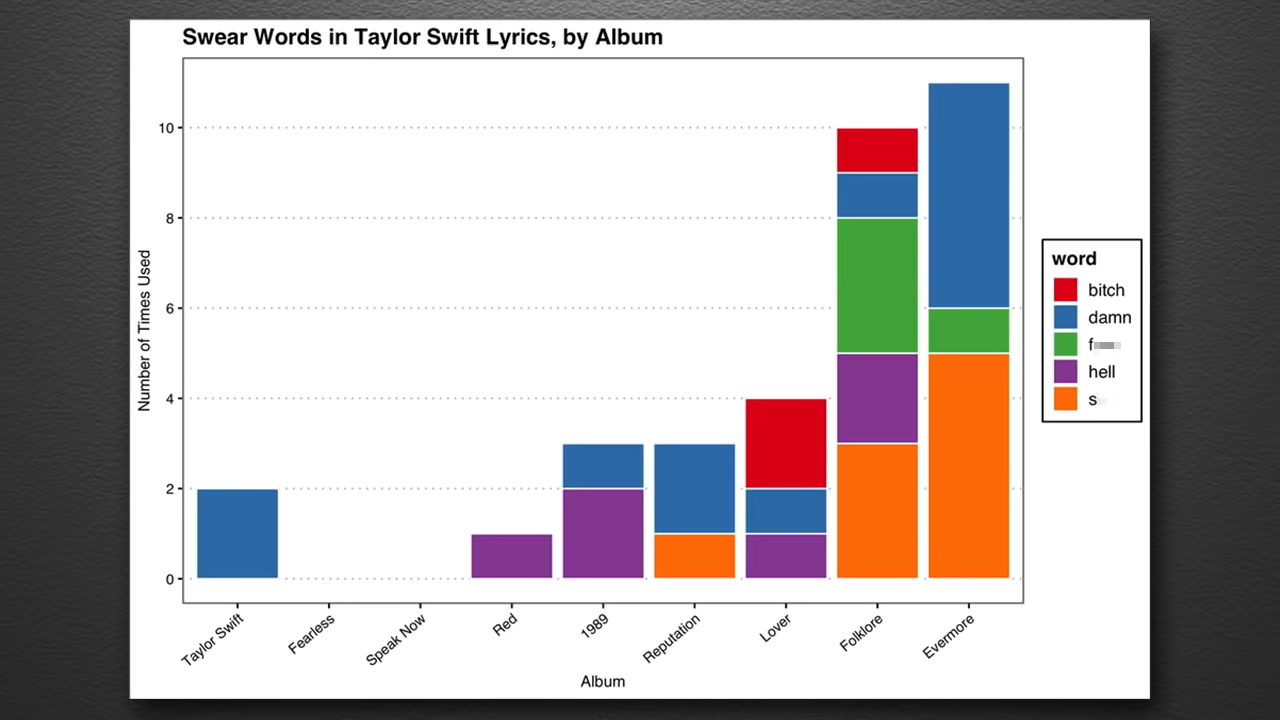 Swear Words in Taylor Swift Lyrics, by Album
Number of Times Used
10
8
6
4
2
0
Taylor Swift
Fearless
Speak Now
Red
1989
Reputation
Lover
Folklore
Evermore
Album
word
bitch
damn
f
hell
s